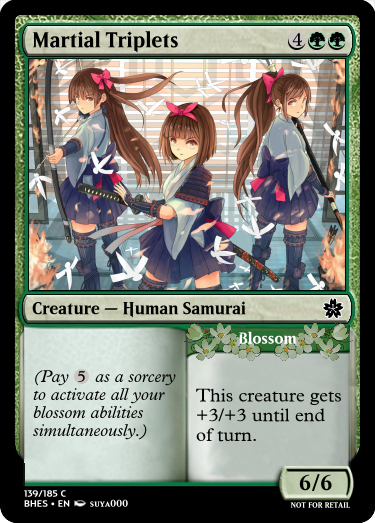 Martial Triplets 4
Creature — Human Samurai
Blossom
(Pay 5 as a sorcery
to activate all your
blossom abilities
simultaneously.)
This creature gets
+3/+3 until end
of turn.
6/6
139/185 C
BHES • EN SUYA000
NOT FOR RETAIL